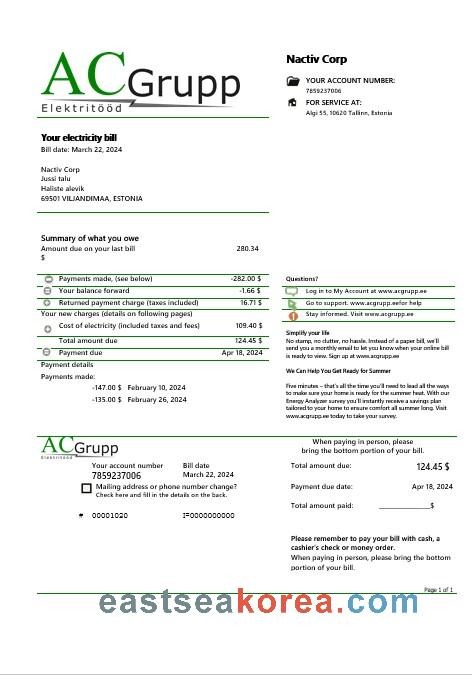 AC Grupp
Elektritööd
Nactiv Corp
YOUR ACCOUNT NUMBER:
7859237006
FOR SERVICE AT:
Algi 55, 10620 Tallinn, Estonia
Your electricity bill
Bill date: March 22, 2024
Nactiv Corp
Jussi talu
Haliste alevik
69501 VILJANDIMAA, ESTONIA
Summary of what you owe
Amount due on your last bill 280.34
$
Payments made, (see below) -282.00 $
Your balance forward -1.66 $
Returned payment charge (taxes included) 16.71 $
Your new charges (details on following pages)
Cost of electricity (included taxes and fees) 109.40 $
Total amount due 124.45 $
Payment due Apr 18, 2024
Payment details
Payments made:
-147.00 $ February 10, 2024
-135.00 $ February 26, 2024
Questions?
Log in to My Account at www.acgrupp.ee
Go to support. www.acgrupp.eefor help
Stay informed. Visit www.acgrupp.ee
Simplify your life
No stamp, no clutter, no hassle. Instead of a paper bill, we'll
send you a monthly email to let you know when your online bill
is ready to view. Sign up at www.acgrupp.ee
We Can Help You Get Ready for Summer
Five minutes – that's all the time you'll need to lead all the ways
to make sure your home is ready for the summer heat. With our
Energy Analyzer survey you'll instantly receive a savings plan
tailored to your home to ensure comfort all summer long. Visit
www.acgrupp.ee today to take your survey.
AC Grupp
Elektritööd
Your account number Bill date
7859237006 March 22, 2024
Mailing address or phone number change?
Check here and fill in the details on the back.
# 00001020 I=0000000000
When paying in person, please
bring the bottom portion of your bill.
Total amount due: 124.45 $
Payment due date: Apr 18, 2024
Total amount paid: ______________$
Please remember to pay your bill with cash, a
cashier's check or money order.
When paying in person, please bring the bottom
portion of your bill.
Page 1 of 1
eastseakorea.com